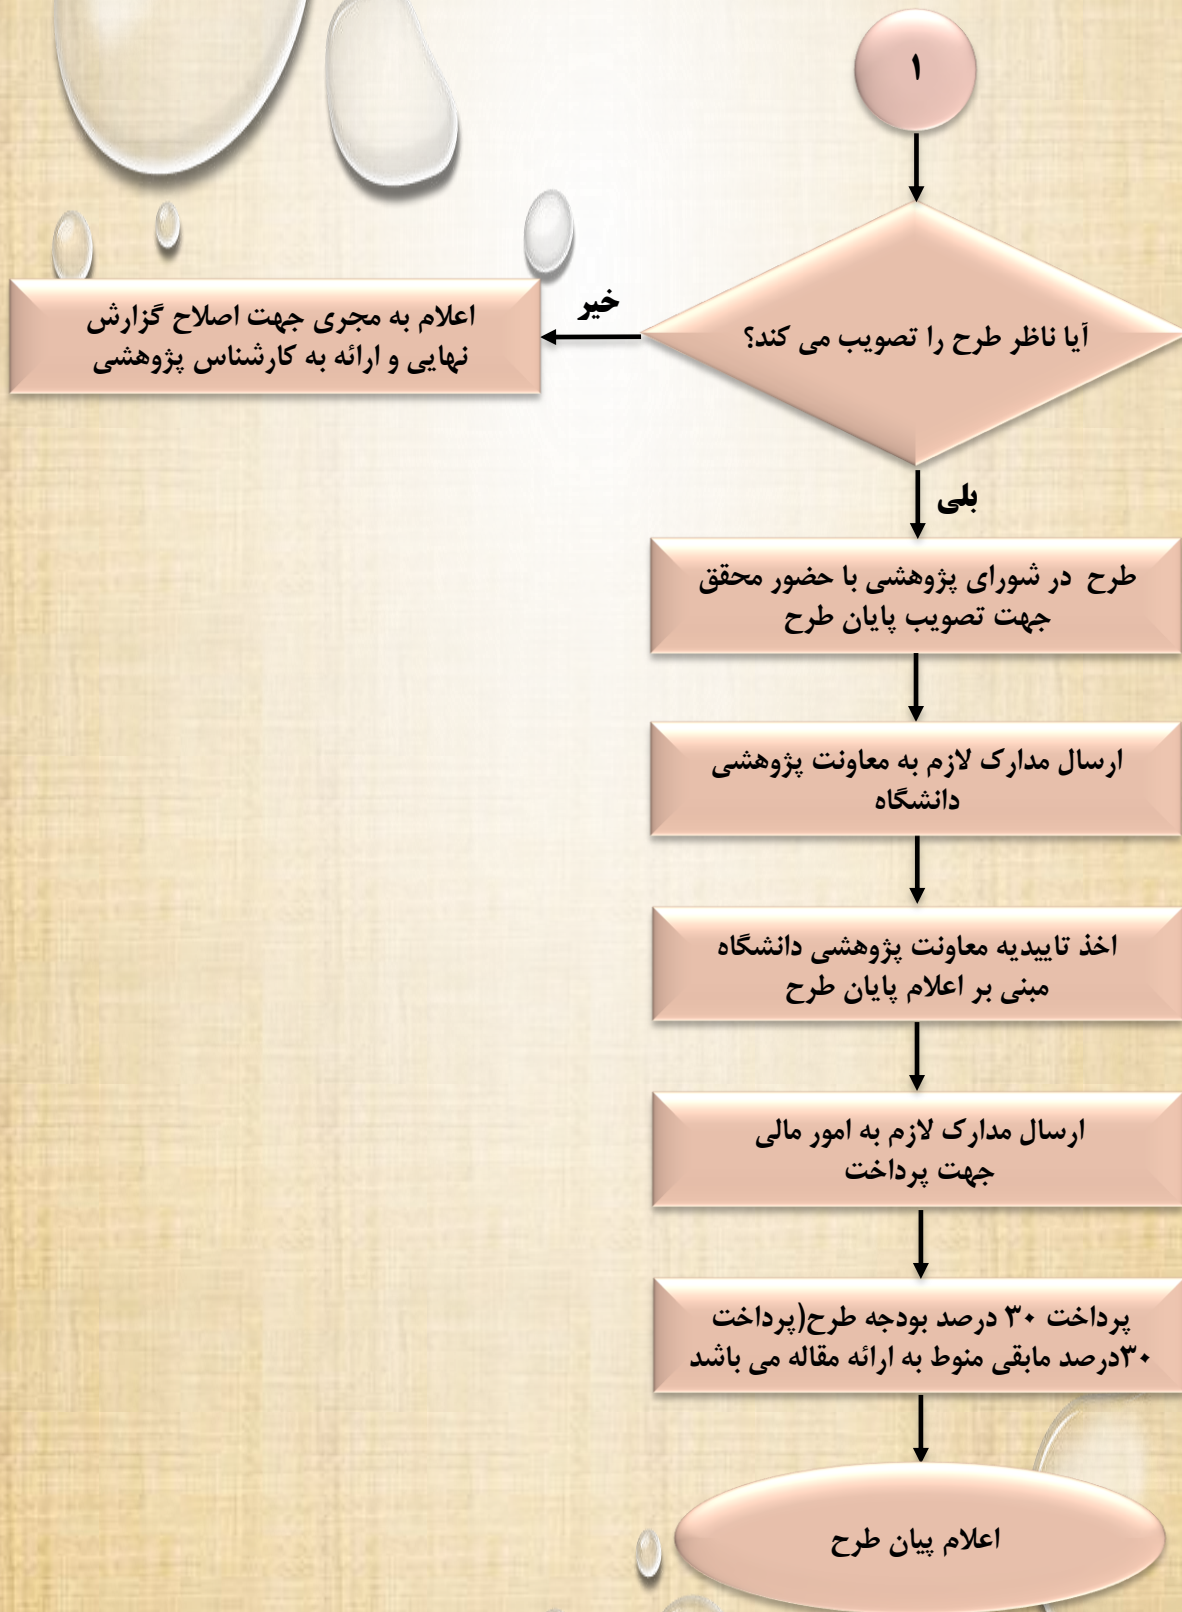 ۱
آیا ناظر طرح را تصویب می کند؟
خیر
اعلام به مجری جهت اصلاح گزارش
نهایی و ارائه به کارشناس پژوهشی
بلی
طرح در شورای پژوهشی با حضور محقق
جهت تصویب پایان طرح
ارسال مدارک لازم به معاونت پژوهشی
دانشگاه
اخذ تاییدیه معاونت پژوهشی دانشگاه
مبنی بر اعلام پایان طرح
ارسال مدارک لازم به امور مالی
جهت پرداخت
پرداخت ۳۰ درصد بودجه طرح(پرداخت
۳۰درصد مابقی منوط به ارائه مقاله می باشد
اعلام پیان طرح